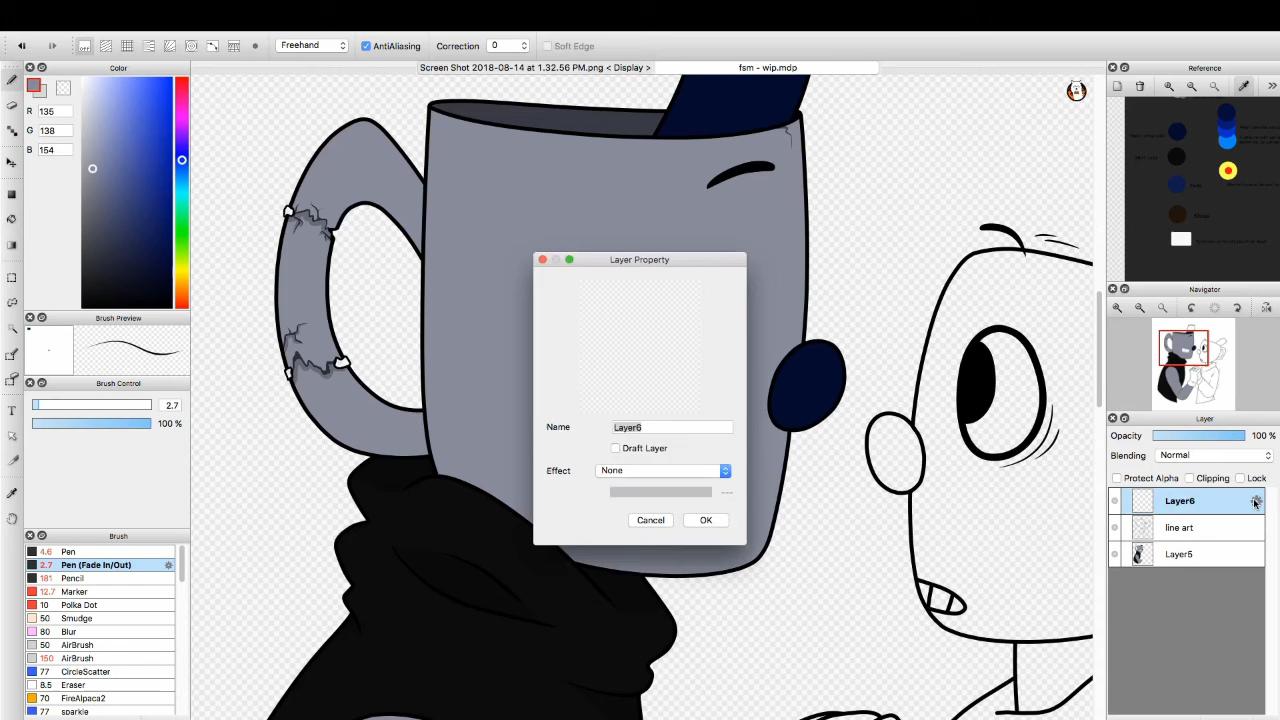 Freehand AntiAliasing Correction 0 Soft Edge
Color
Screen Shot 2018-08-14 at 1.32.56 PM.png < Display >
fsm - wip.mdp
Reference
R 135
G 138
B 154
Brush Preview
Brush Control
2.7
100 %
Brush
4.6 Pen
2.7 Pen (Fade In/Out)
181 Pencil
12.7 Marker
10 Polka Dot
50 Smudge
80 Blur
50 AirBrush
150 AirBrush
77 CircleScatter
8.5 Eraser
70 FireAlpaca2
77 sparkle
Layer Property
Name Layer6
Draft Layer
Effect None
Cancel OK
Navigator
Layer
Opacity 100 %
Blending Normal
Protect Alpha Clipping Lock
Layer6
line art
Layer5